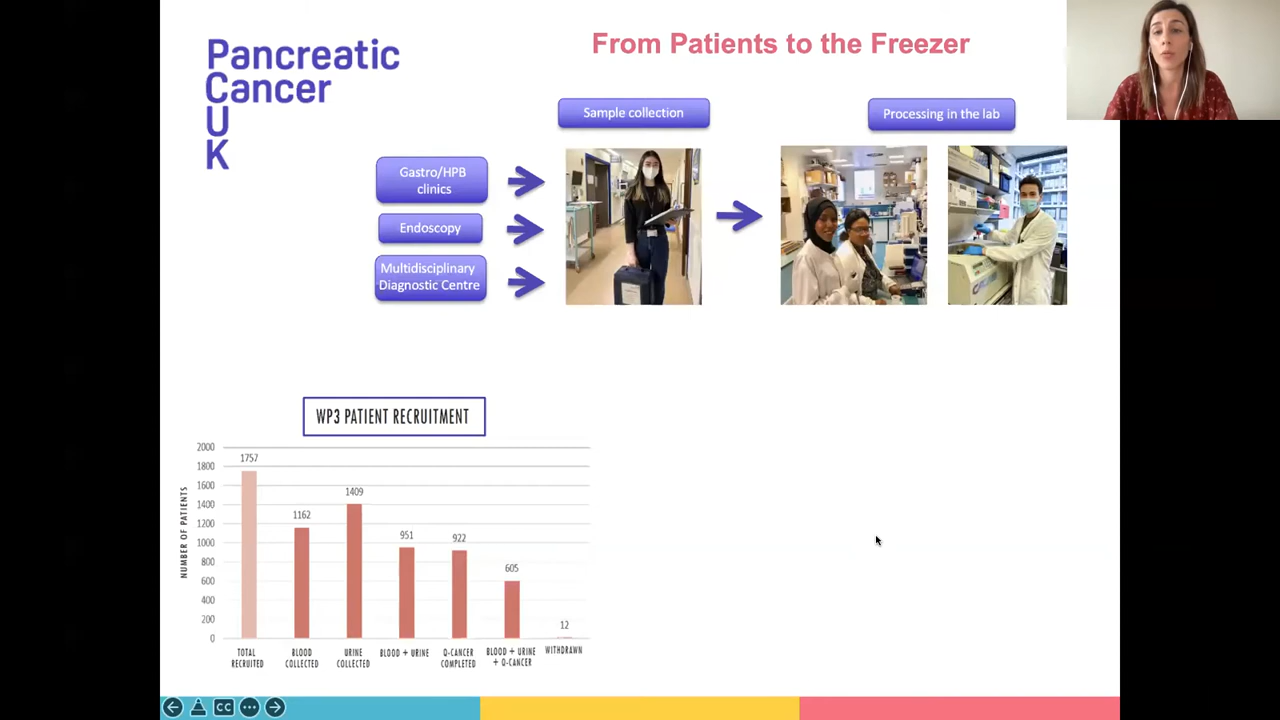 From Patients to the Freezer
Pancreatic
Cancer
U
K
Sample collection
Processing in the lab
Gastro/HPB
clinics
Endoscopy
Multidisciplinary
Diagnostic Centre
WP3 PATIENT RECRUITMENT
NUMBER OF PATIENTS
2000
1800
1600
1400
1200
1000
800
600
400
200
0
1757
1162
1409
951
922
605
12
TOTAL
RECRUITED
BLOOD
COLLECTED
URINE
COLLECTED
BLOOD + URINE
Q-CANCER
COMPLETED
BLOOD + URINE
+ Q-CANCER
WITHDRAWN
CC